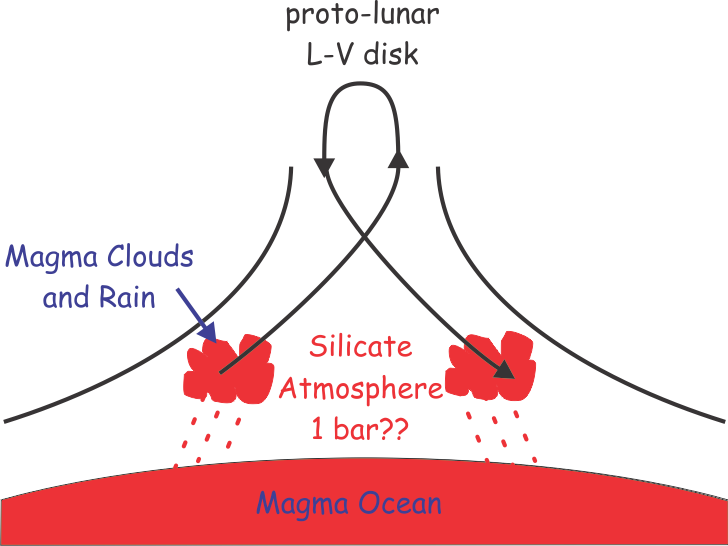 proto-lunar
L-V disk
Magma Clouds
and Rain
Silicate
Atmosphere
1 bar??
Magma Ocean